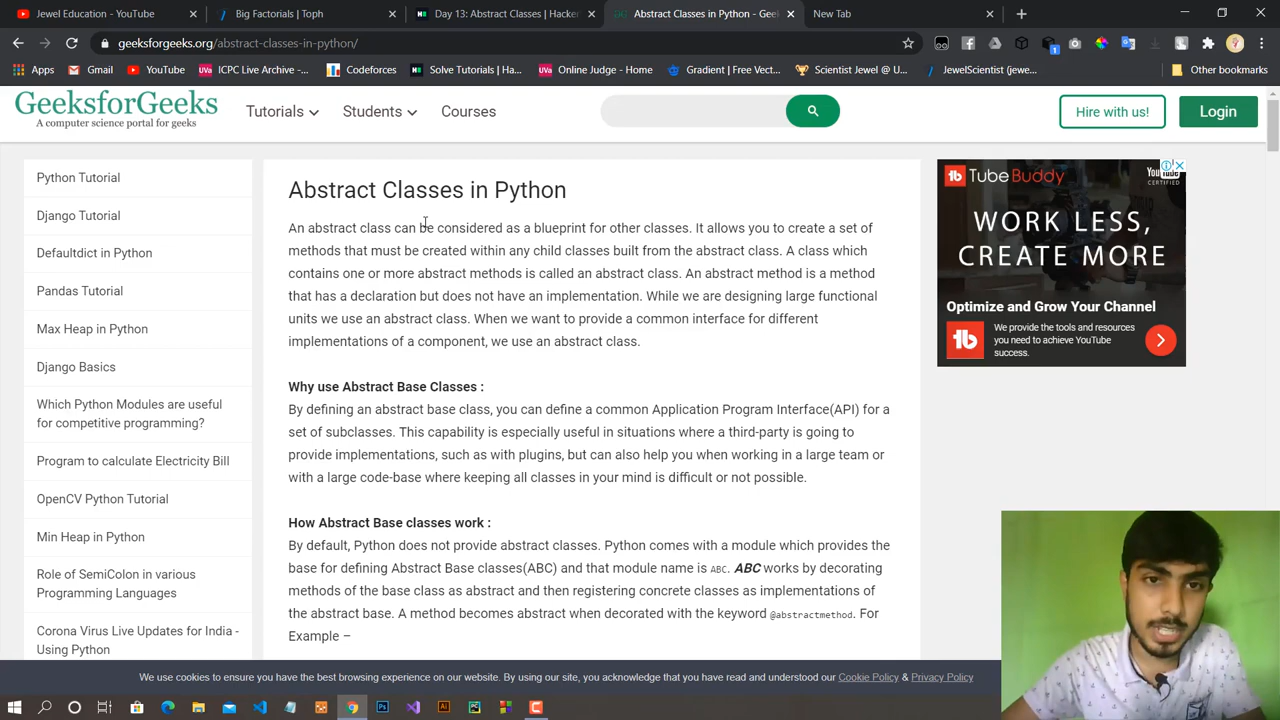 Jewel Education - YouTube
Big Factorials | Toph
Day 13: Abstract Classes | Hacker
Abstract Classes in Python - Geek
New Tab
geeksforgeeks.org/abstract-classes-in-python/
Apps
Gmail
YouTube
ICPC Live Archive -...
Codeforces
Solve Tutorials | Ha...
Online Judge - Home
Gradient | Free Vect...
Scientist Jewel @ U...
JewelScientist (jewe...
Other bookmarks
GeeksforGeeks
A computer science portal for geeks
Tutorials
Students
Courses
Hire with us!
Login
Python Tutorial
Django Tutorial
Defaultdict in Python
Pandas Tutorial
Max Heap in Python
Django Basics
Which Python Modules are useful
for competitive programming?
Program to calculate Electricity Bill
OpenCV Python Tutorial
Min Heap in Python
Role of SemiColon in various
Programming Languages
Corona Virus Live Updates for India -
Using Python
Abstract Classes in Python
An abstract class can be considered as a blueprint for other classes. It allows you to create a set of
methods that must be created within any child classes built from the abstract class. A class which
contains one or more abstract methods is called an abstract class. An abstract method is a method
that has a declaration but does not have an implementation. While we are designing large functional
units we use an abstract class. When we want to provide a common interface for different
implementations of a component, we use an abstract class.
Why use Abstract Base Classes :
By defining an abstract base class, you can define a common Application Program Interface(API) for a
set of subclasses. This capability is especially useful in situations where a third-party is going to
provide implementations, such as with plugins, but can also help you when working in a large team or
with a large code-base where keeping all classes in your mind is difficult or not possible.
How Abstract Base classes work :
By default, Python does not provide abstract classes. Python comes with a module which provides the
base for defining Abstract Base classes(ABC) and that module name is ABC. ABC works by decorating
methods of the base class as abstract and then registering concrete classes as implementations of
the abstract base. A method becomes abstract when decorated with the keyword @abstractmethod. For
Example –
TubeBuddy
YouTube
CERTIFIED
WORK LESS,
CREATE MORE
Optimize and Grow Your Channel
We provide the tools and resources
you need to achieve YouTube
success.
We use cookies to ensure you have the best browsing experience on our website. By using our site, you acknowledge that you have read and understood our Cookie Policy & Privacy Policy